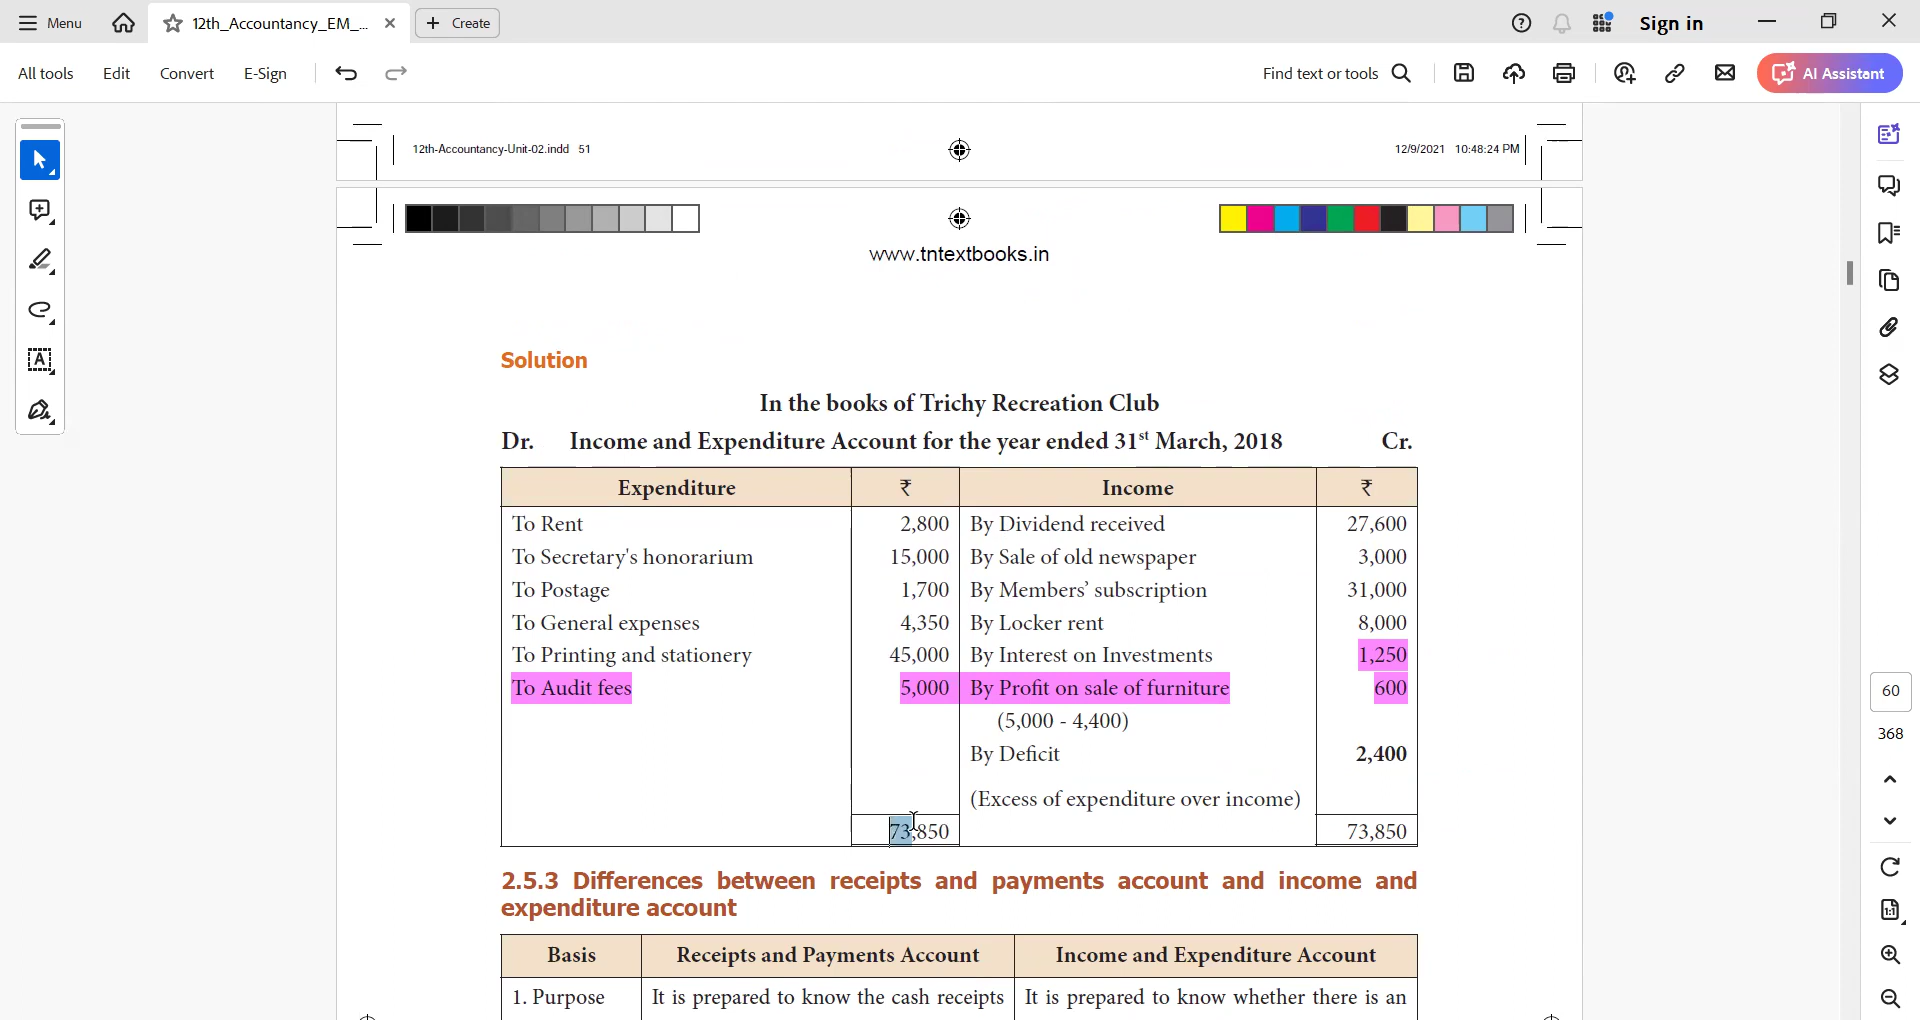 Menu
12th_Accountancy_EM_...
Create
Sign in
All tools
Edit
Convert
E-Sign
Find text or tools
AI Assistant
12th-Accountancy-Unit-02.indd 51
12/9/2021 10:48:24 PM
www.tntextbooks.in
Solution
In the books of Trichy Recreation Club
Dr. Income and Expenditure Account for the year ended 31st March, 2018 Cr.
Expenditure ₹ Income ₹
To Rent 2,800 By Dividend received 27,600
To Secretary's honorarium 15,000 By Sale of old newspaper 3,000
To Postage 1,700 By Members’ subscription 31,000
To General expenses 4,350 By Locker rent 8,000
To Printing and stationery 45,000 By Interest on Investments 1,250
To Audit fees 5,000 By Profit on sale of furniture 600
(5,000 - 4,400)
By Deficit 2,400
(Excess of expenditure over income)
73,850 73,850
2.5.3 Differences between receipts and payments account and income and
expenditure account
Basis Receipts and Payments Account Income and Expenditure Account
1. Purpose It is prepared to know the cash receipts It is prepared to know whether there is an
60
368